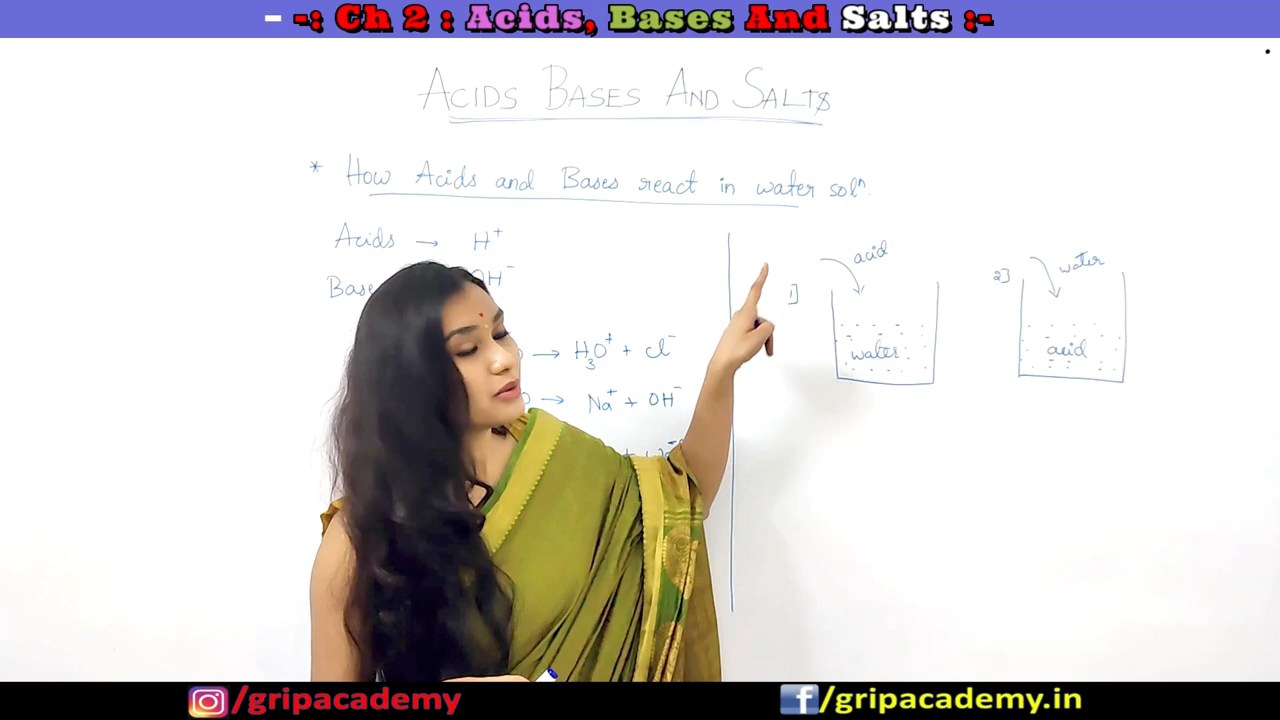 - -: Ch 2 : Acids, Bases And Salts :-
ACIDS BASES AND SALTS
* How Acids and Bases react in water solⁿ.
Acids → H⁺
Base OH⁻
→ H₃O⁺ + Cl⁻
→ Na⁺ + OH⁻
1]
acid
water
2]
water
acid
/gripacademy
/gripacademy.in